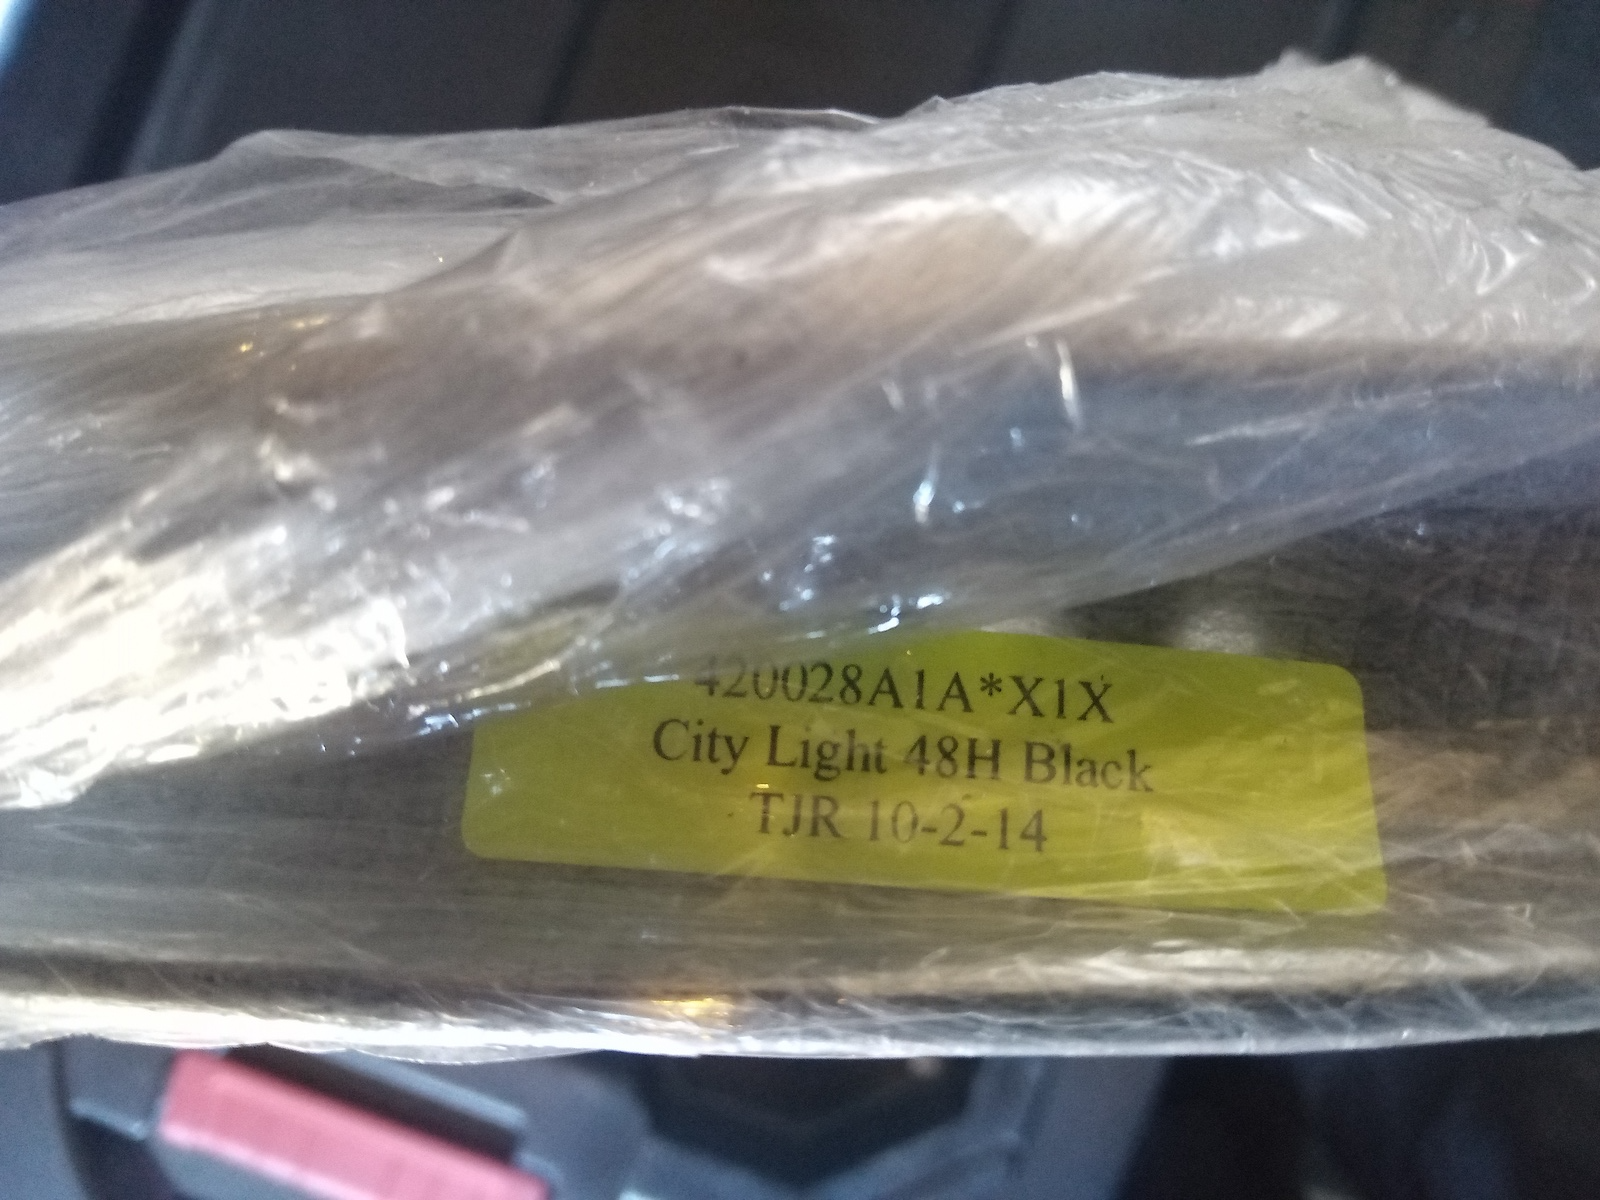 420028A1A*X1X
City Light 48H Black
TJR 10-2-14